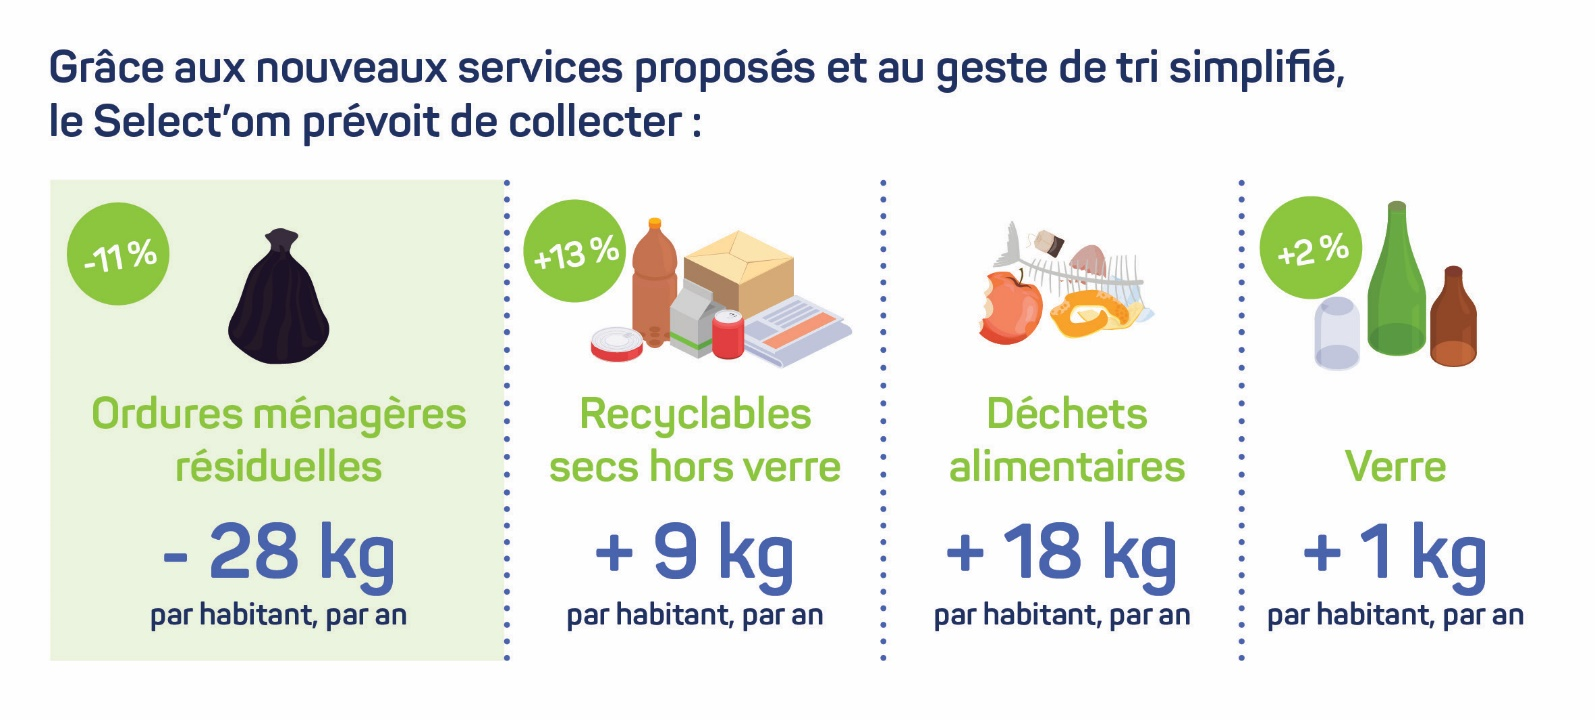 Grâce aux nouveaux services proposés et au geste de tri simplifié,
le Select’om prévoit de collecter :
-11 %
Ordures ménagères
résiduelles
- 28 kg
par habitant, par an
+13 %
Recyclables
secs hors verre
+ 9 kg
par habitant, par an
Déchets
alimentaires
+ 18 kg
par habitant, par an
+2 %
Verre
+ 1 kg
par habitant, par an